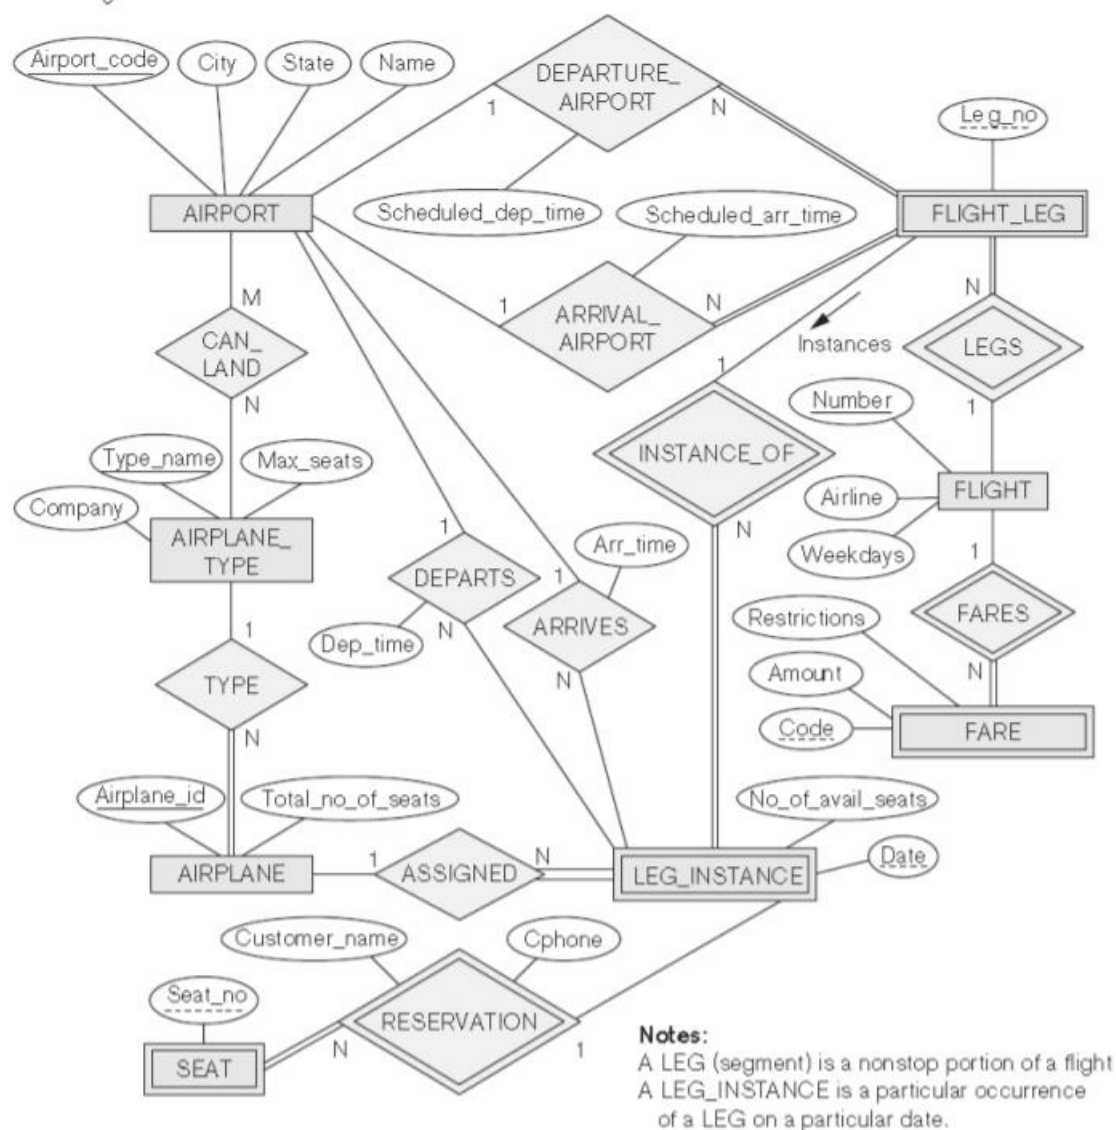 Airport_code
City
State
Name
DEPARTURE_
AIRPORT
1
N
Leg_no
AIRPORT
Scheduled_dep_time
Scheduled_arr_time
FLIGHT_LEG
M
1
N
N
CAN_
LAND
ARRIVAL_
AIRPORT
Instances
LEGS
N
1
1
Number
Type_name
Max_seats
INSTANCE_OF
Company
Airline
FLIGHT
AIRPLANE_
TYPE
1
N
Arr_time
Weekdays
1
DEPARTS
1
1
Restrictions
FARES
Dep_time
N
ARRIVES
TYPE
N
Amount
N
N
Code
FARE
Airplane_id
Total_no_of_seats
No_of_avail_seats
AIRPLANE
1
ASSIGNED
N
LEG_INSTANCE
Date
Customer_name
Cphone
Seat_no
RESERVATION
SEAT
N
1
Notes:
A LEG (segment) is a nonstop portion of a flight
A LEG_INSTANCE is a particular occurrence
of a LEG on a particular date.